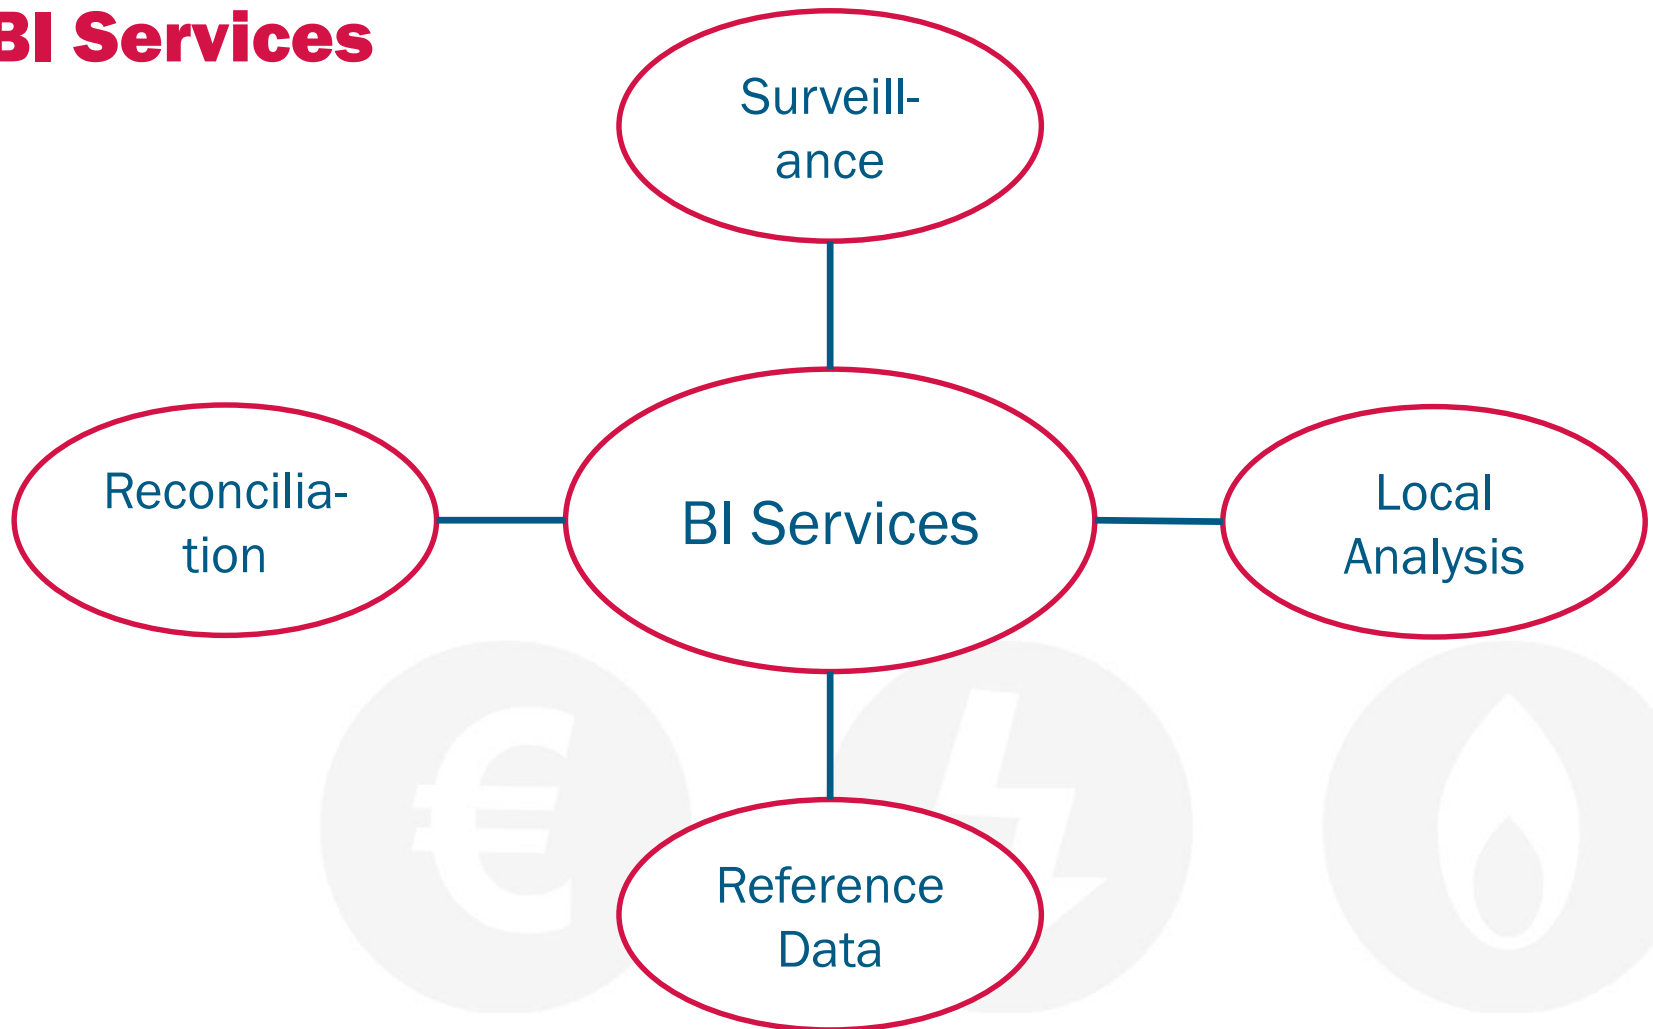 BI Services
Surveill-
ance
Reconcilia-
tion
BI Services
Local
Analysis
Reference
Data
€